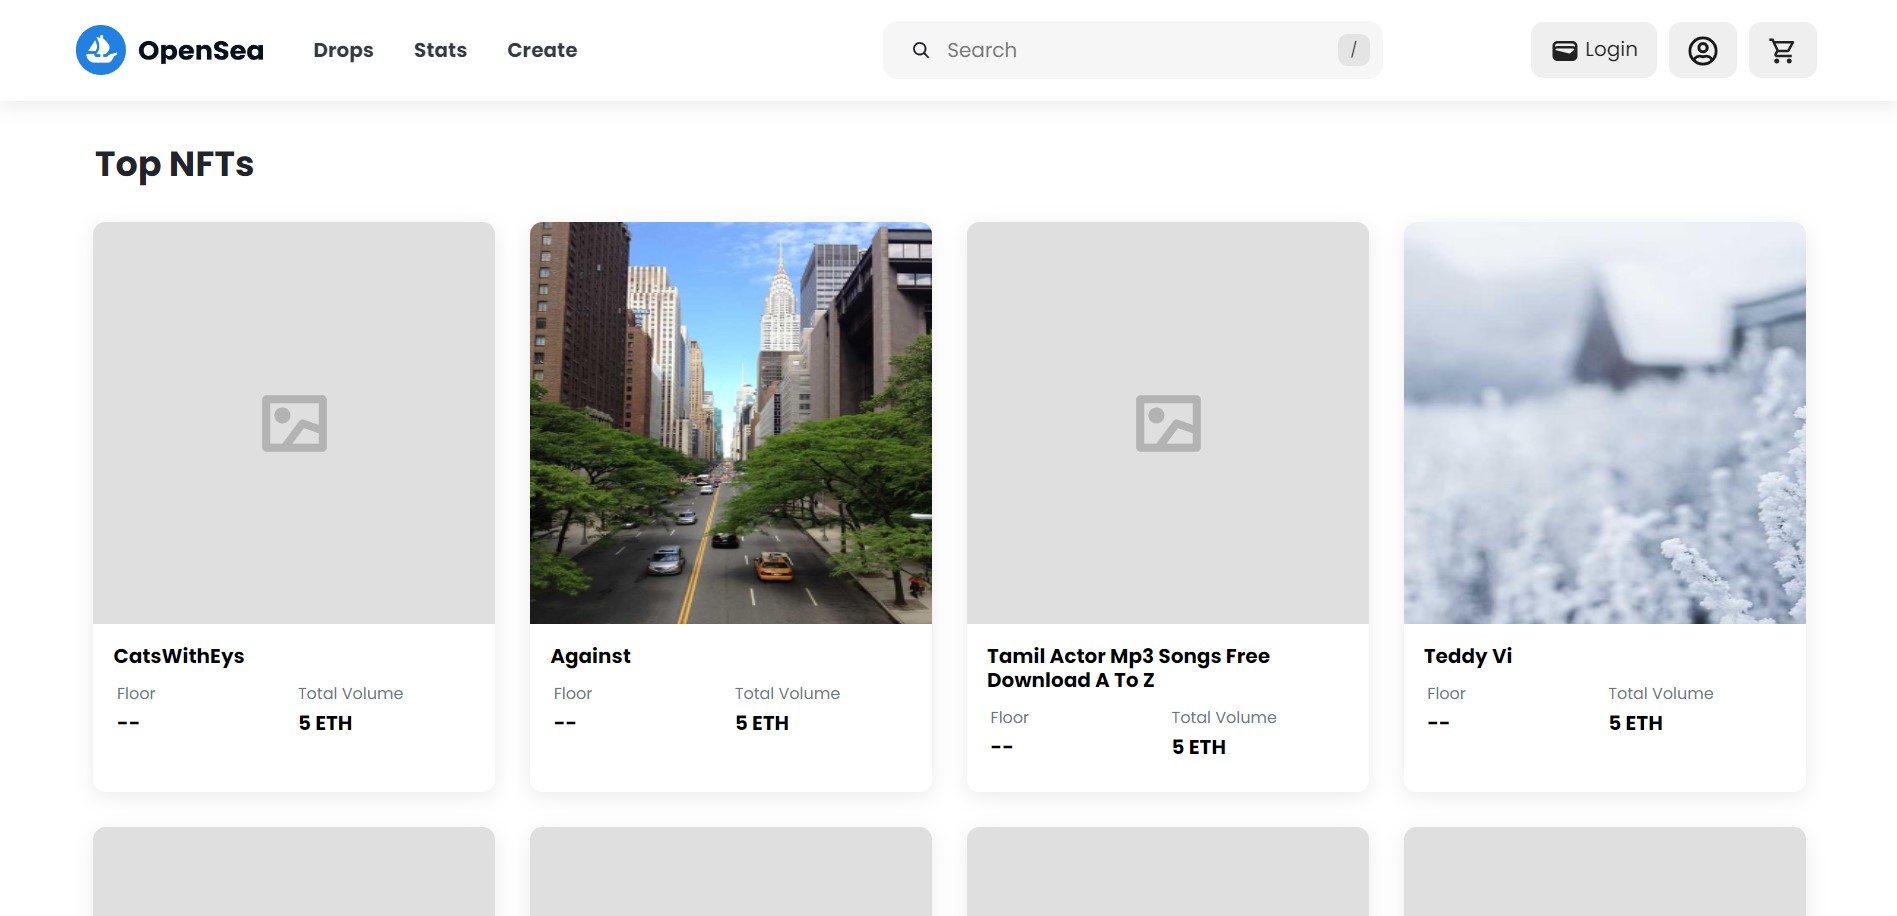 OpenSea
Drops
Stats
Create
Search
/
Login
Top NFTs
CatsWithEys
Floor
Total Volume
--
5 ETH
Against
Floor
Total Volume
--
5 ETH
Tamil Actor Mp3 Songs Free
Download A To Z
Floor
Total Volume
--
5 ETH
Teddy Vi
Floor
Total Volume
--
5 ETH